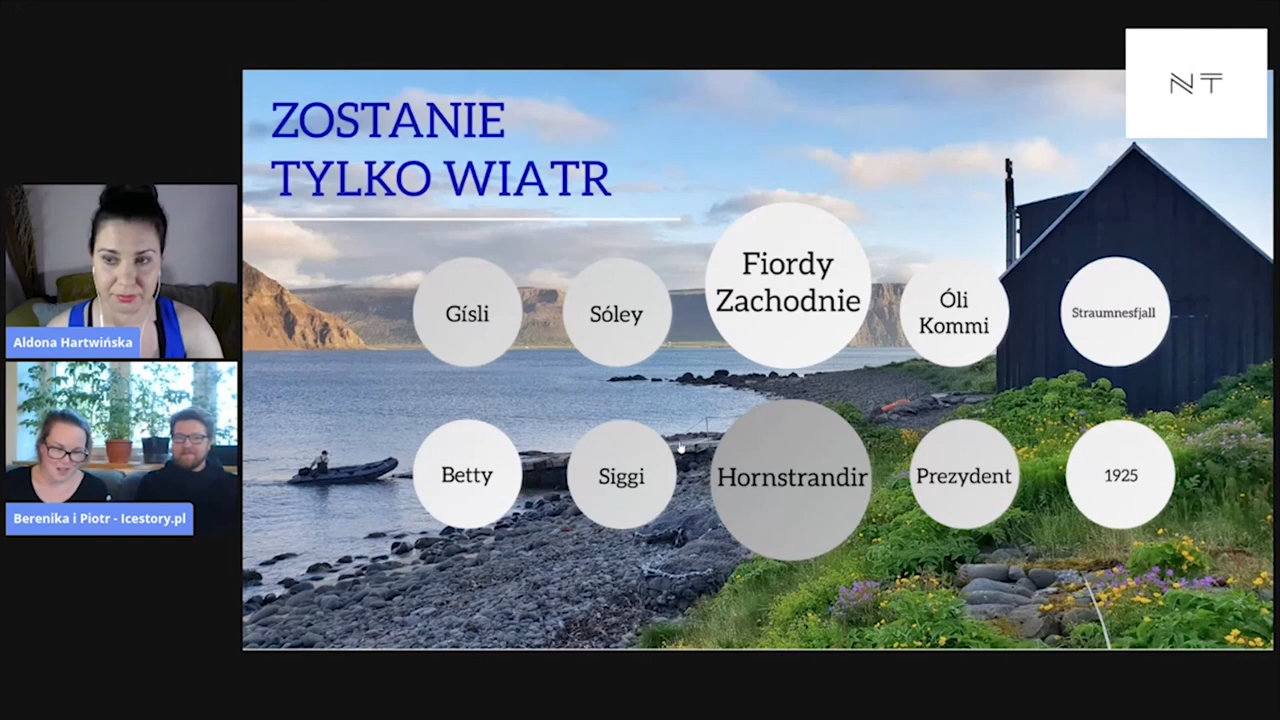 NT
ZOSTANIE
TYLKO WIATR
Gísli
Sóley
Fiordy
Zachodnie
Óli
Kommi
Straumnesfjall
Betty
Siggi
Hornstrandir
Prezydent
1925
Aldona Hartwińska
Berenika i Piotr - Icestory.pl